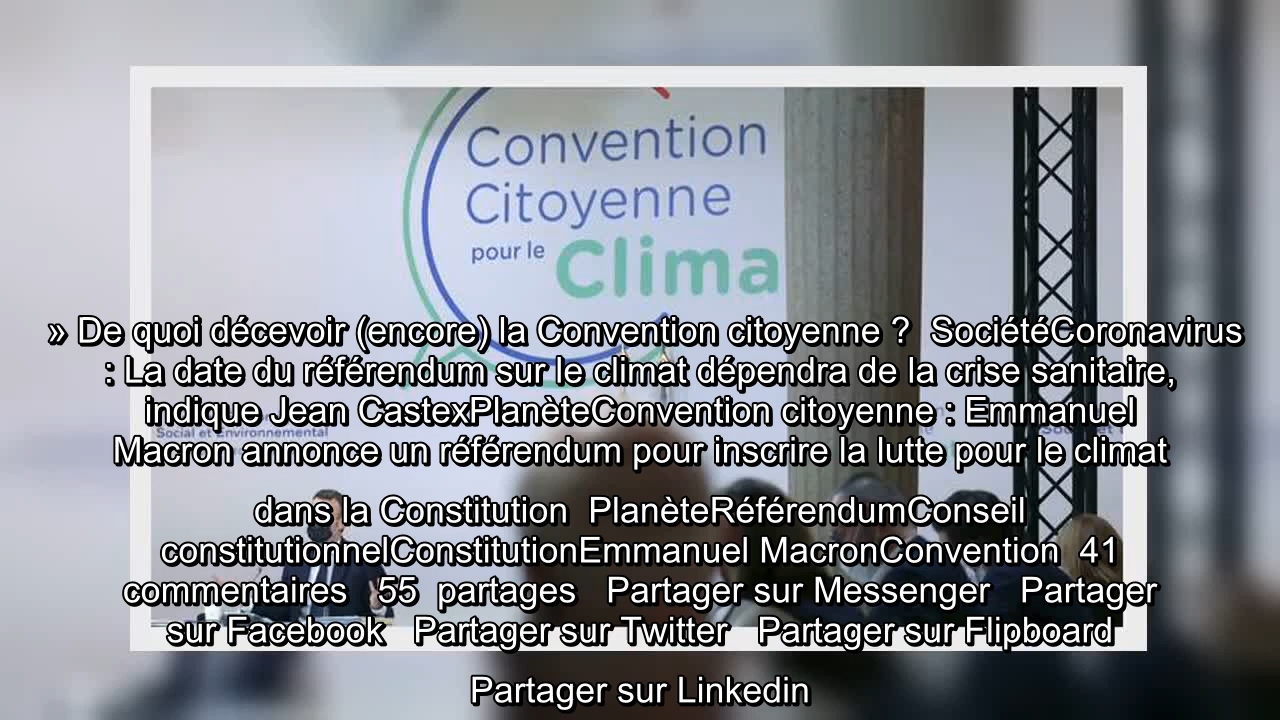 Convention
Citoyenne
pour le
Clima
» De quoi décevoir (encore) la Convention citoyenne ?  SociétéCoronavirus
: La date du référendum sur le climat dépendra de la crise sanitaire,
indique Jean CastexPlanèteConvention citoyenne : Emmanuel
Social et Environnemental
Macron annonce un référendum pour inscrire la lutte pour le climat
dans la Constitution  PlanèteRéférendumConseil
constitutionnelConstitutionEmmanuel MacronConvention  41
commentaires   55  partages   Partager sur Messenger   Partager
sur Facebook   Partager sur Twitter   Partager sur Flipboard
Partager sur Linkedin